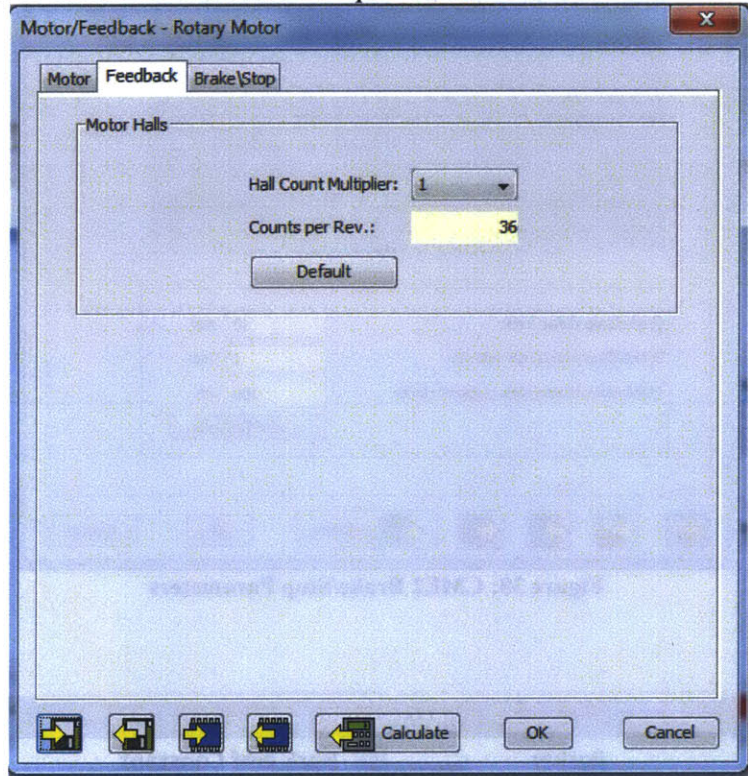 Motor/Feedback - Rotary Motor
Motor Feedback Brake\Stop
Motor Halls
Hall Count Multiplier: 1
Counts per Rev.: 36
Default
Calculate OK Cancel